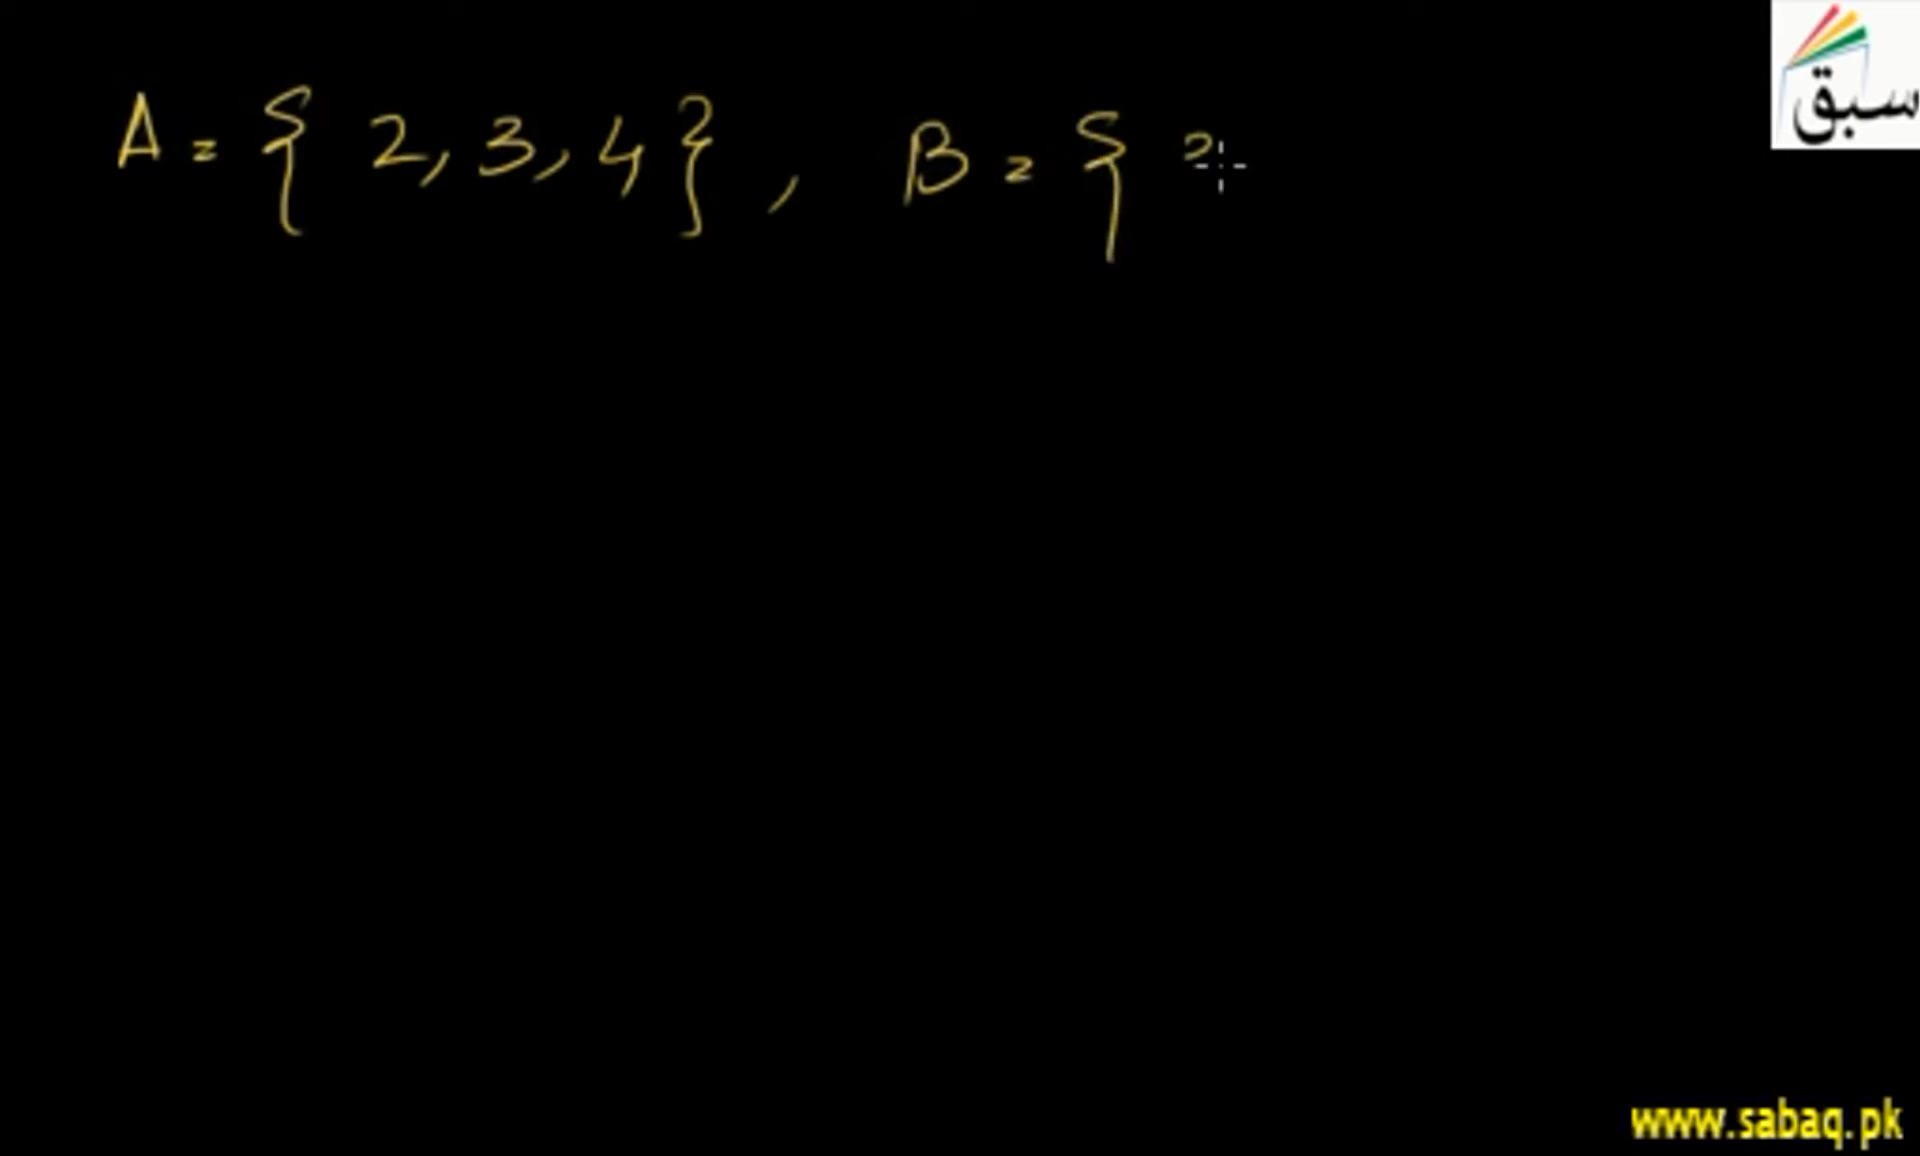 A = { 2, 3, 4 } , B = {
سبق
www.sabaq.pk